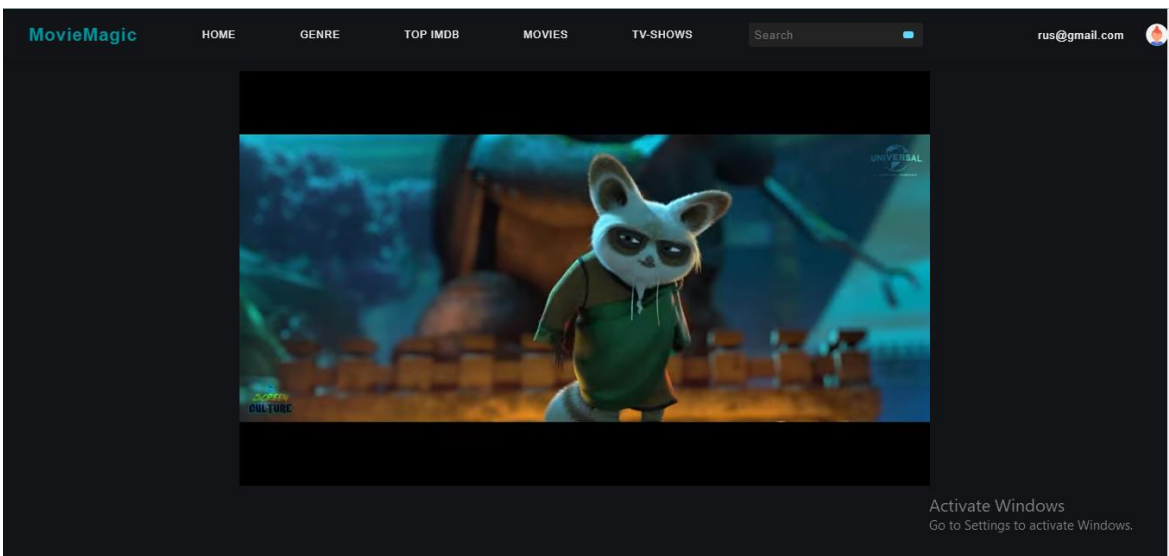 MovieMagic HOME GENRE TOP IMDB MOVIES TV-SHOWS Search rus@gmail.com
UNIVERSAL
SCREEN
CULTURE
Activate Windows
Go to Settings to activate Windows.